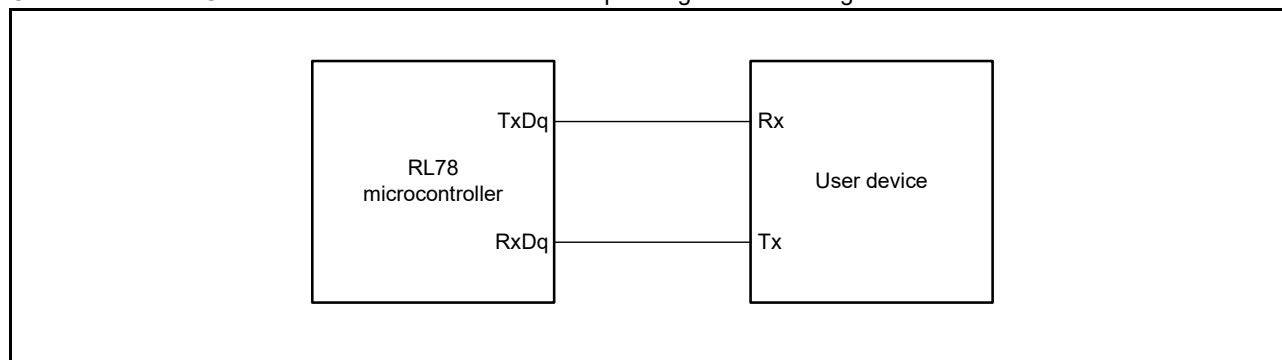 TxDq
Rx
RL78
microcontroller
User device
RxDq
Tx